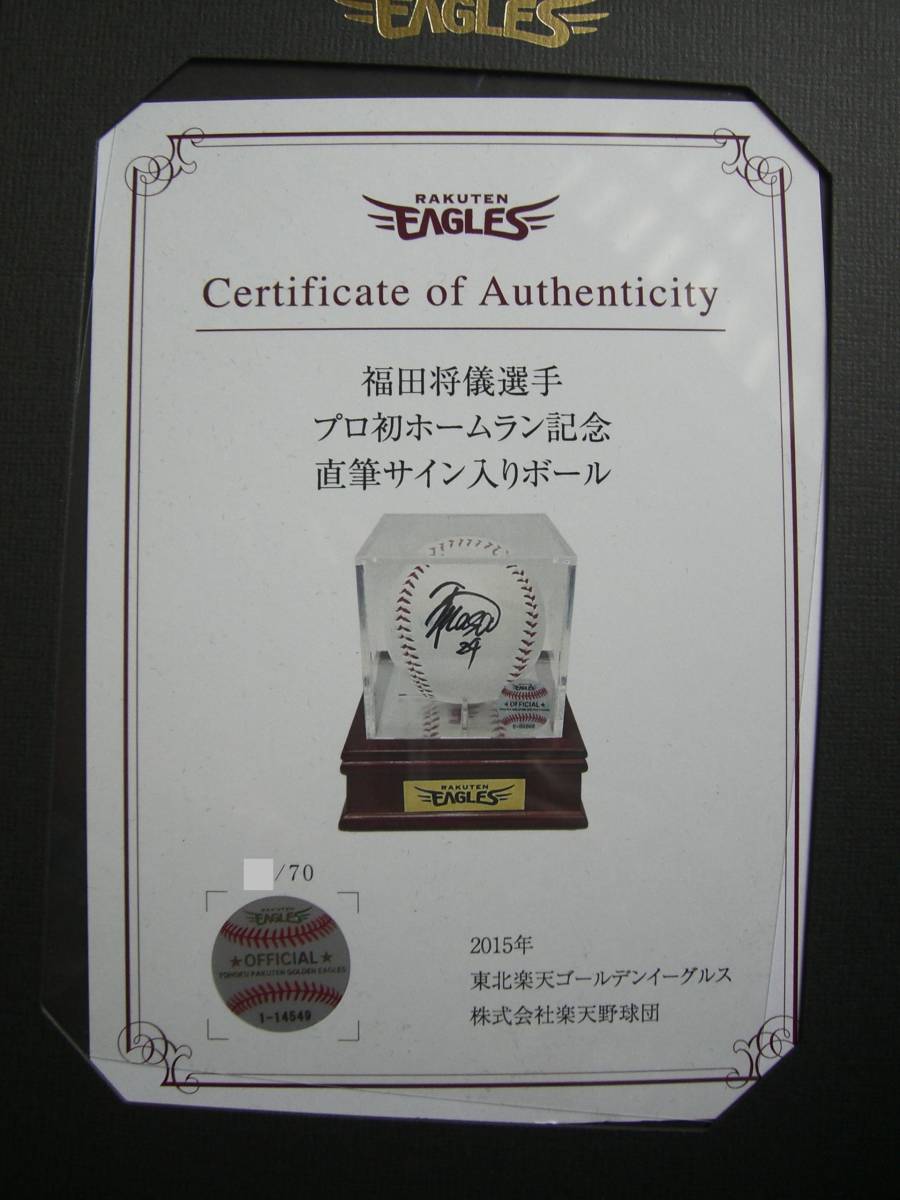 EAGLES
RAKUTEN
EAGLES
Certificate of Authenticity
福田将儀選手
プロ初ホームラン記念
直筆サイン入りボール
29
EAGLES
★OFFICIAL★
RAKUTEN
EAGLES
/70
EAGLES
★OFFICIAL★
TOHOKU RAKUTEN GOLDEN EAGLES
1-14549
2015年
東北楽天ゴールデンイーグルス
株式会社楽天野球団